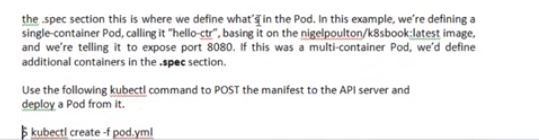 the .spec section this is where we define what's in the Pod. In this example, we're defining a
single-container Pod, calling it "hello-ctr", basing it on the nigelpoulton/k8sbook:latest image,
and we're telling it to expose port 8080. If this was a multi-container Pod, we'd define
additional containers in the .spec section.
Use the following kubectl command to POST the manifest to the API server and
deploy a Pod from it.
$ kubectl create -f pod.yml